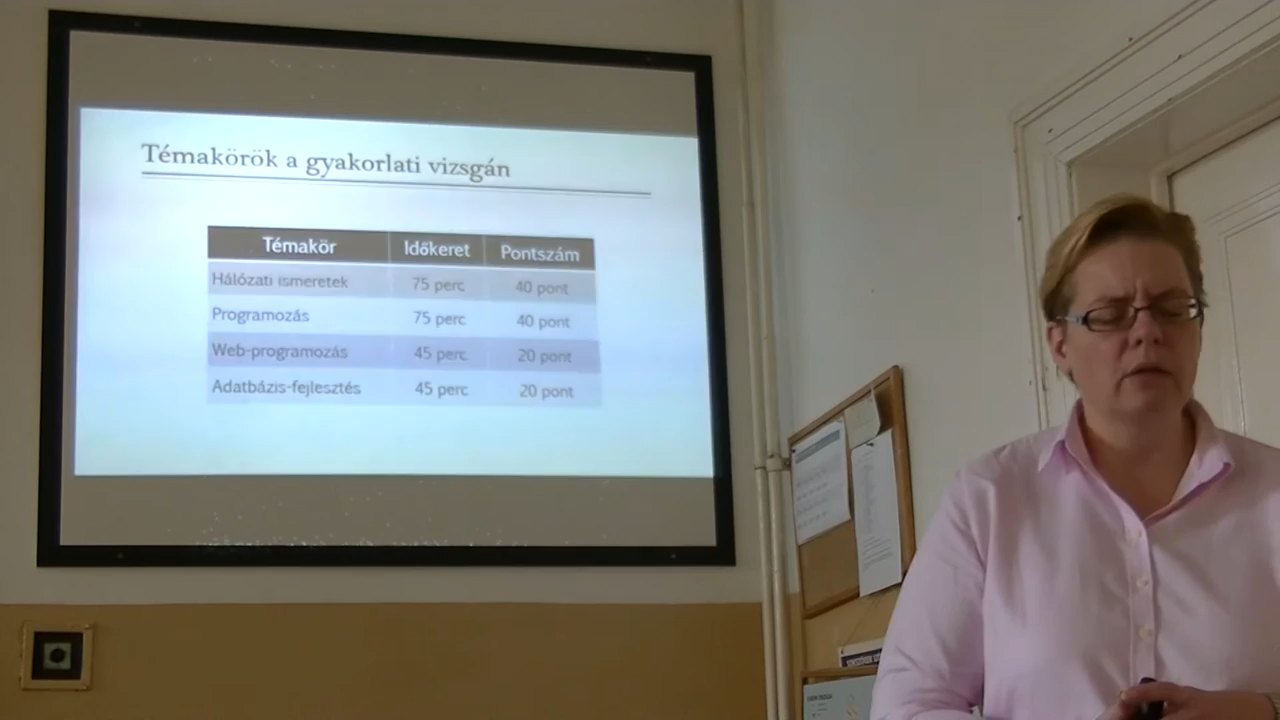 Témakörök a gyakorlati vizsgán
Témakör Időkeret Pontszám
Hálózati ismeretek 75 perc 40 pont
Programozás 75 perc 40 pont
Web-programozás 45 perc 20 pont
Adatbázis-fejlesztés 45 perc 20 pont